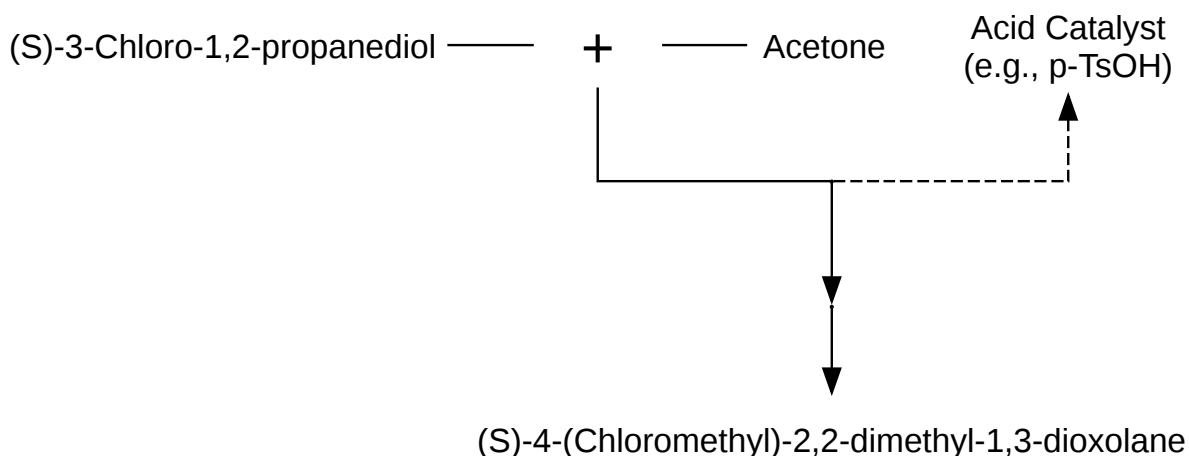 (S)-3-Chloro-1,2-propanediol
+
Acetone
Acid Catalyst
(e.g., p-TsOH)
(S)-4-(Chloromethyl)-2,2-dimethyl-1,3-dioxolane